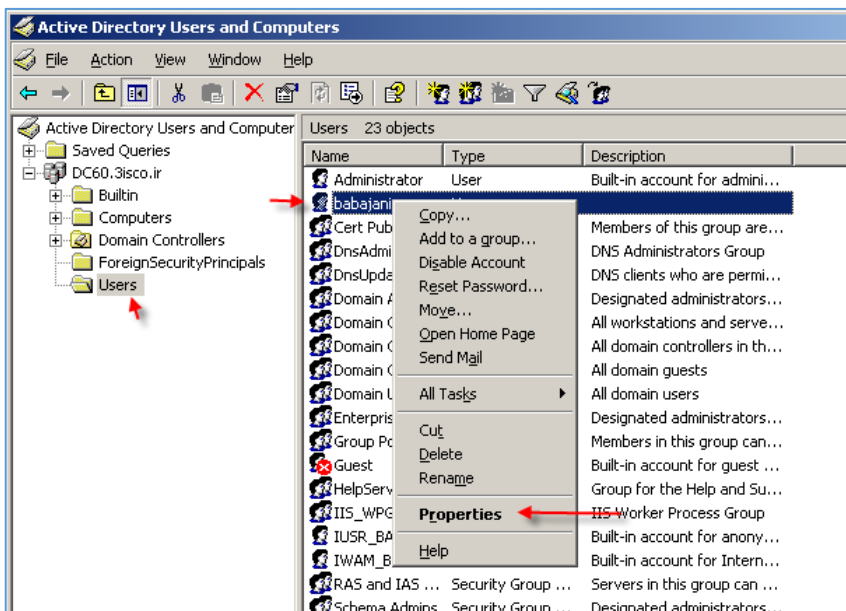 Active Directory Users and Computers
File Action View Window Help
Active Directory Users and Computer
Saved Queries
DC60.3isco.ir
Builtin
Computers
Domain Controllers
ForeignSecurityPrincipals
Users
Users 23 objects
Name Type Description
Administrator User Built-in account for admini...
babajani
Cert Pub Members of this group are...
DnsAdmi DNS Administrators Group
DnsUpda DNS clients who are permi...
Domain A Designated administrators...
Domain C All workstations and serve...
Domain C All domain controllers in th...
Domain G All domain guests
Domain U All domain users
Enterpris Designated administrators...
Group Po Members in this group can...
Guest Built-in account for guest ...
HelpServ Group for the Help and Su...
IIS_WPG IIS Worker Process Group
IUSR_BA Built-in account for anony...
IWAM_B Built-in account for Intern...
RAS and IAS ... Security Group ... Servers in this group can ...
Schema Admins Security Group ... Designated administrators...
Copy...
Add to a group...
Disable Account
Reset Password...
Move...
Open Home Page
Send Mail
All Tasks
Cut
Delete
Rename
Properties
Help